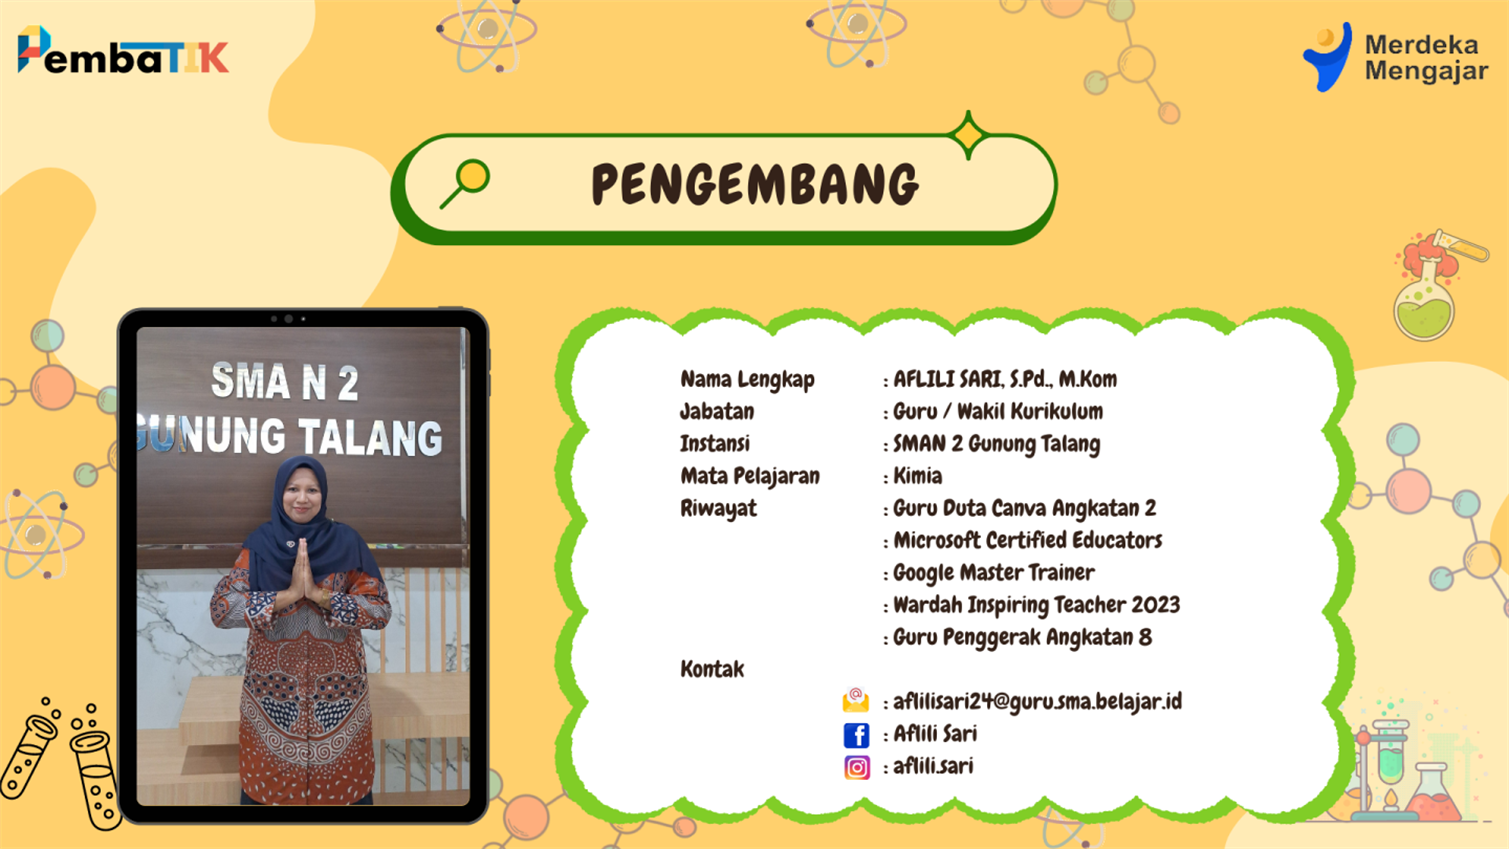 PembaTIK
Merdeka
Mengajar
PENGEMBANG
SMA N 2
GUNUNG TALANG
Nama Lengkap : AFLILI SARI, S.Pd., M.Kom
Jabatan : Guru / Wakil Kurikulum
Instansi : SMAN 2 Gunung Talang
Mata Pelajaran : Kimia
Riwayat : Guru Duta Canva Angkatan 2
: Microsoft Certified Educators
: Google Master Trainer
: Wardah Inspiring Teacher 2023
: Guru Penggerak Angkatan 8
Kontak
: aflilisari24@guru.sma.belajar.id
: Aflili Sari
: aflili.sari